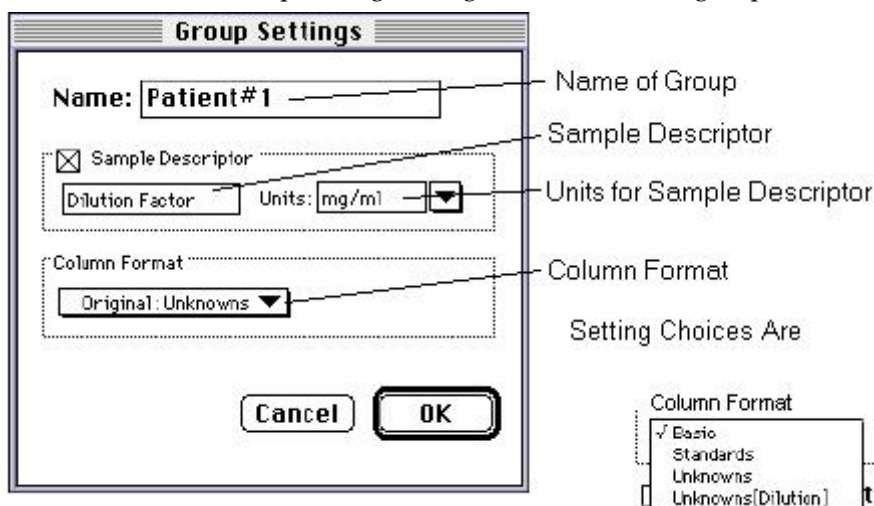 Group Settings
Name: Patient#1
Name of Group
Sample Descriptor
Sample Descriptor
Dilution Factor
Units: mg/ml
Units for Sample Descriptor
Column Format
Original:Unknowns
Column Format
Setting Choices Are
Cancel
OK
Column Format
√ Basic
Standards
Unknowns
Unknowns[Dilution]